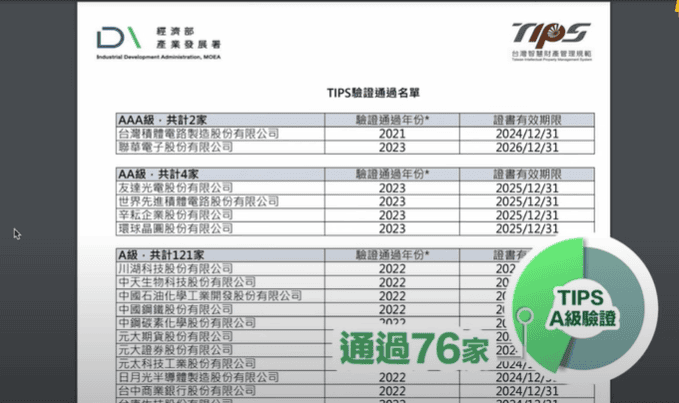 經濟部
產業發展署
Industrial Development Administration, MOEA
TIPS
台灣智慧財產管理規範
Taiwan Intellectual Property Management System
TIPS驗證通過名單
AAA級．共計2家 驗證通過年份* 證書有效期限
台灣積體電路製造股份有限公司 2021 2024/12/31
聯華電子股份有限公司 2023 2026/12/31
AA級．共計4家 驗證通過年份* 證書有效期限
友達光電股份有限公司 2023 2025/12/31
世界先進積體電路股份有限公司 2023 2025/12/31
辛耘企業股份有限公司 2023 2025/12/31
環球晶圓股份有限公司 2023 2025/12/31
A級．共計121家 驗證通過年份* 證書有效期限
川湖科技股份有限公司 2022
中天生物科技股份有限公司 2022
中國石油化學工業開發股份有限公司 2022
中國鋼鐵股份有限公司 2022
中鋼碳素化學股份有限公司 2022
元大期貨股份有限公司
元大證券股份有限公司
元太科技工業股份有限公司
日月光半導體製造股份有限公司 2022 2024/12/31
台中商業銀行股份有限公司 2022 2024/12/31
TIPS
A級驗證
通過76家